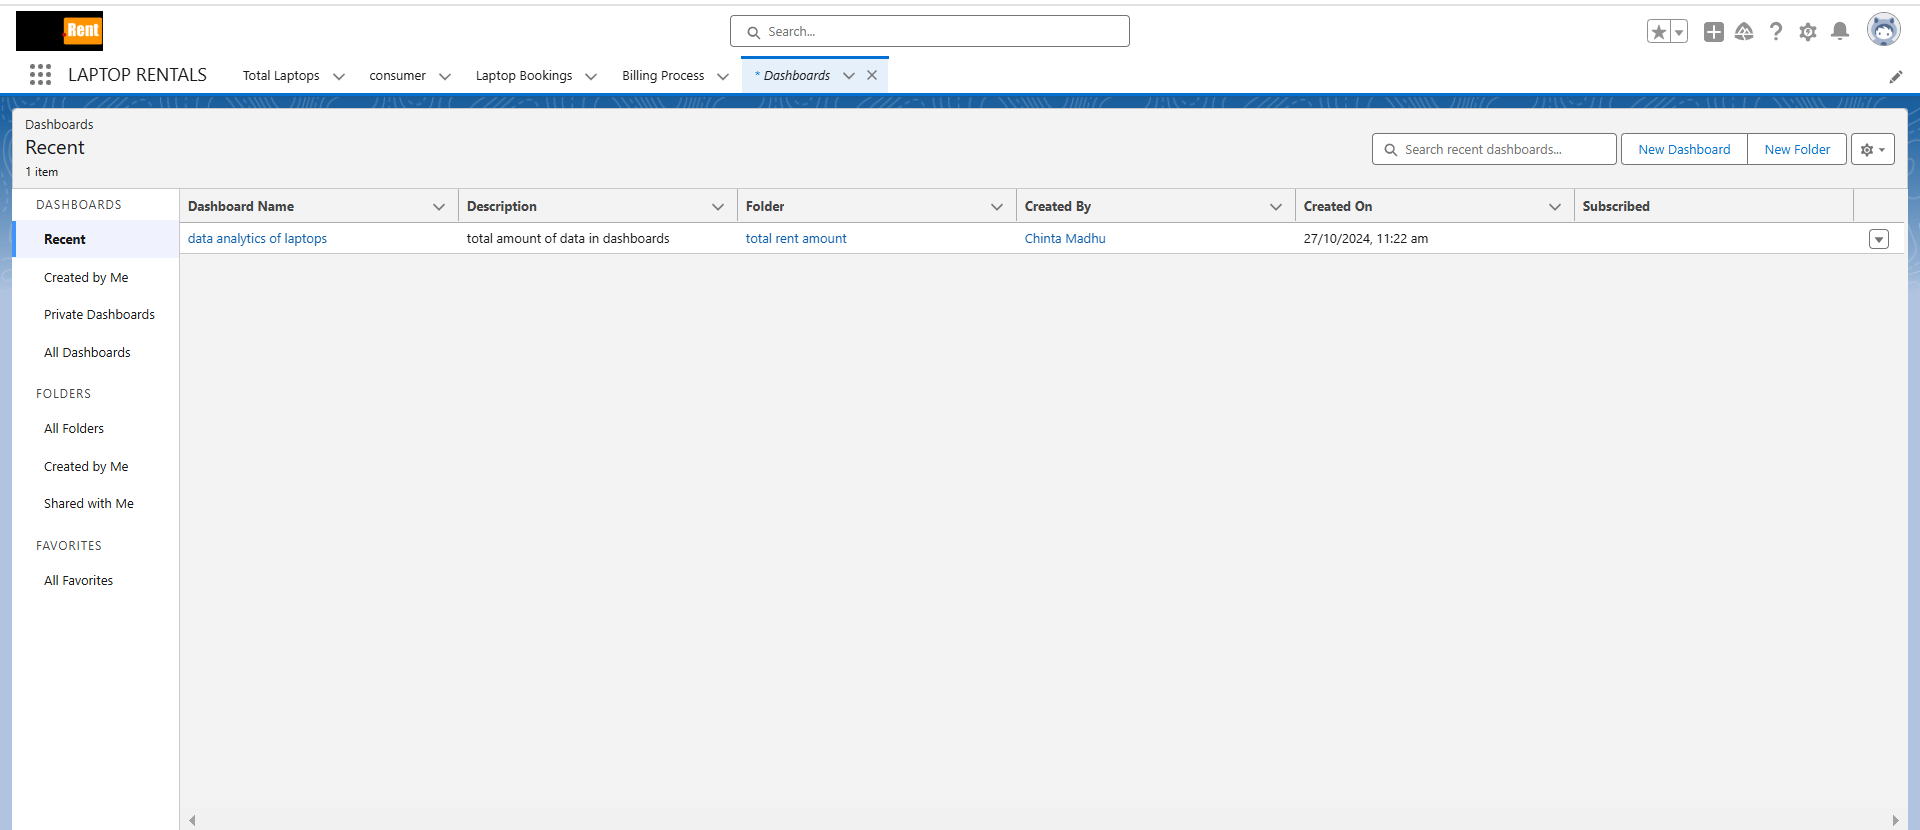 Rent
Search...
LAPTOP RENTALS
Total Laptops
consumer
Laptop Bookings
Billing Process
* Dashboards
Dashboards
Recent
1 item
Search recent dashboards...
New Dashboard
New Folder
DASHBOARDS
Recent
Created by Me
Private Dashboards
All Dashboards
FOLDERS
All Folders
Created by Me
Shared with Me
FAVORITES
All Favorites
Dashboard Name Description Folder Created By Created On Subscribed
data analytics of laptops total amount of data in dashboards total rent amount Chinta Madhu 27/10/2024, 11:22 am